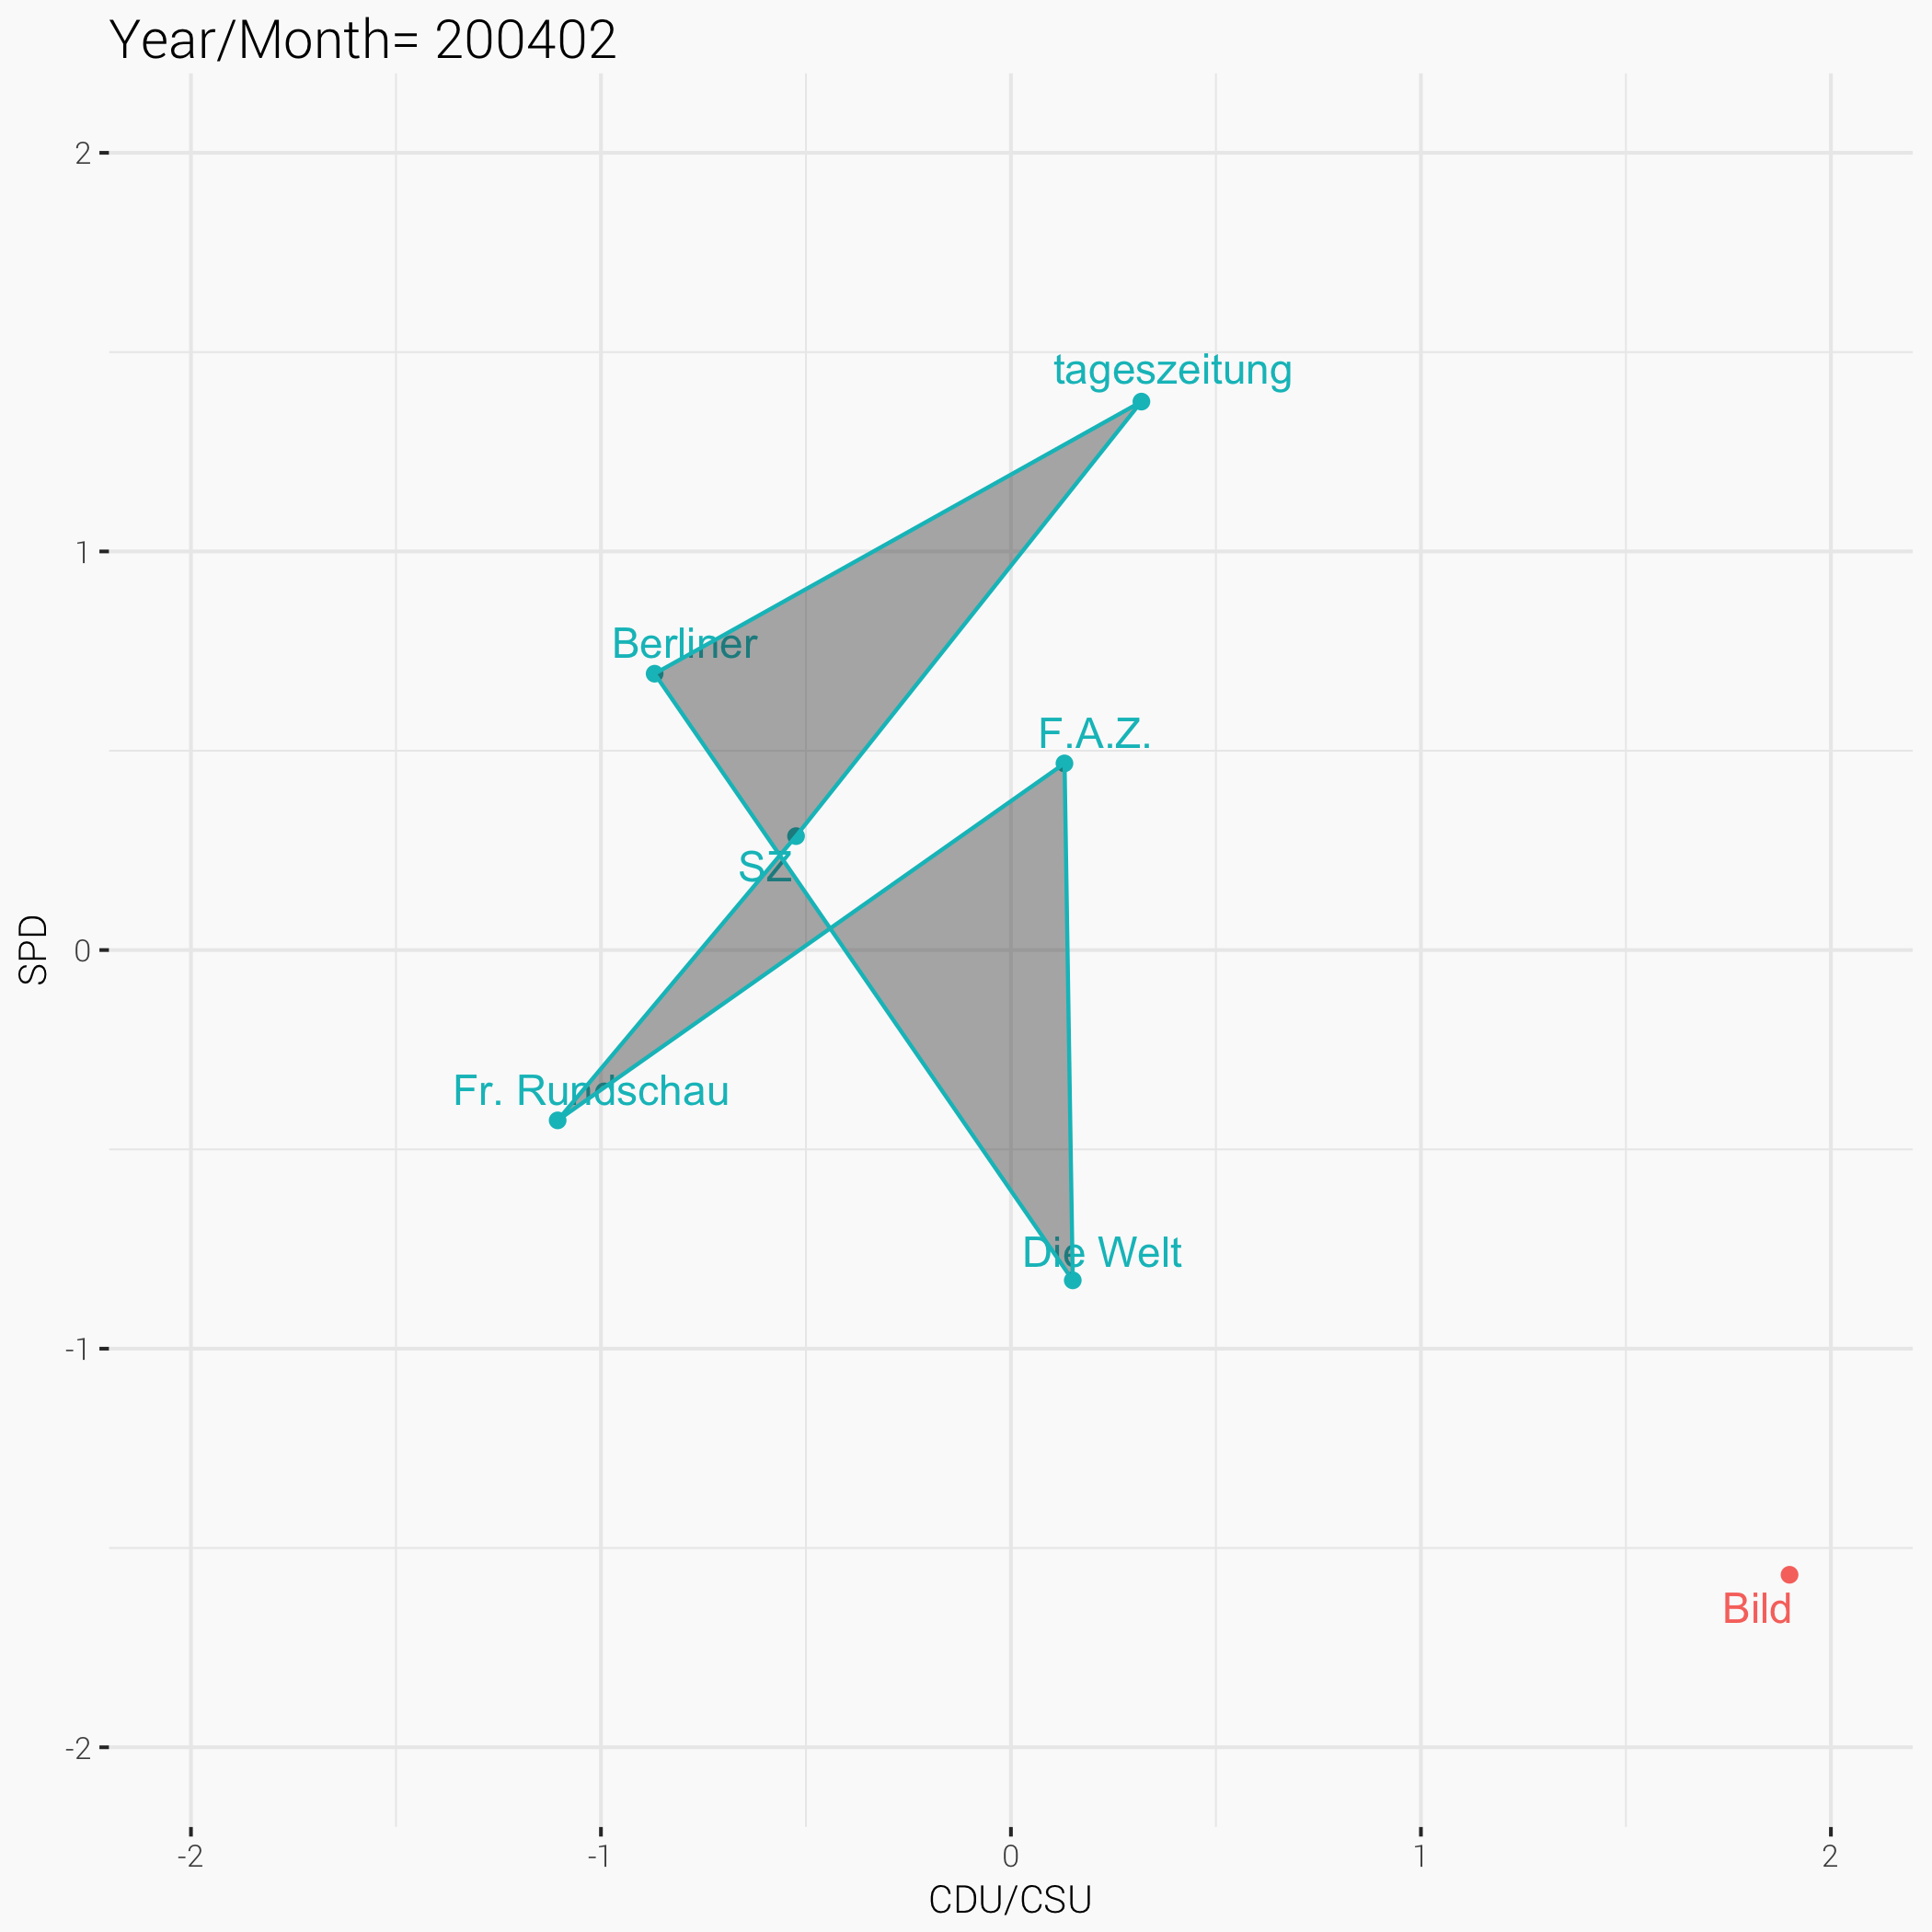 Year/Month= 200402
2
tageszeitung
1
Berliner
F.A.Z.
SZ
SPD
0
Fr. Rundschau
Die Welt
-1
Bild
-2
-2 -1 0 1 2
CDU/CSU